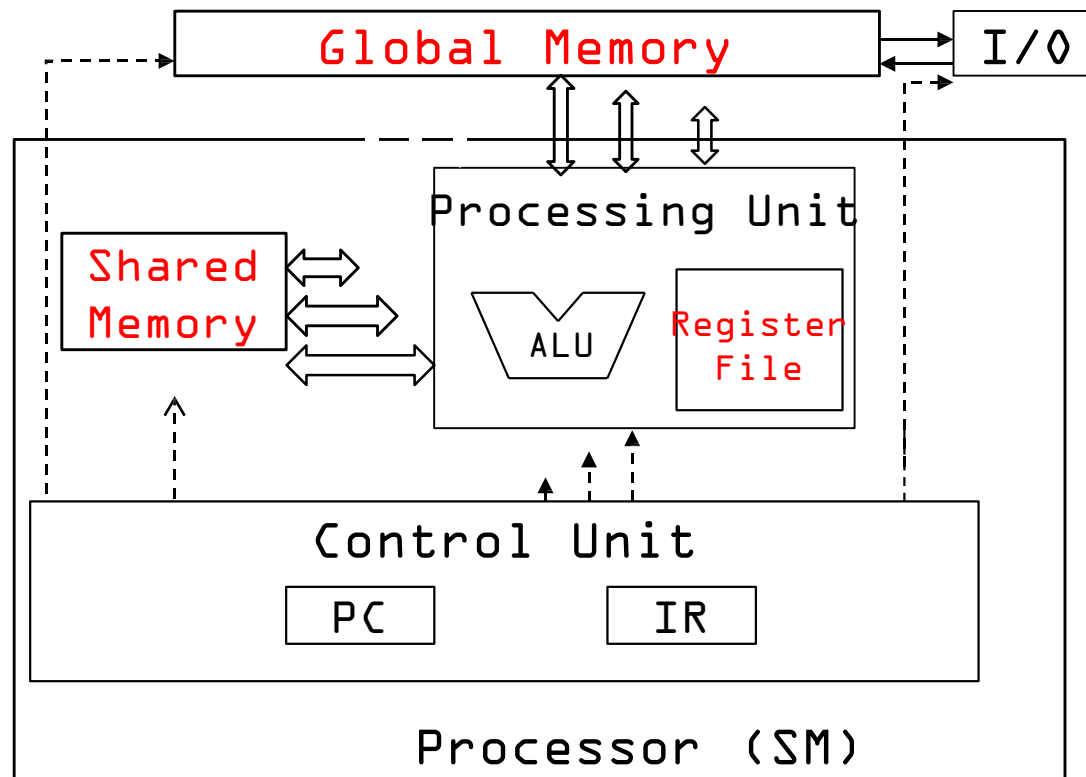 Global Memory
I/O
Processing Unit
Shared
Memory
ALU
Register
File
Control Unit
PC
IR
Processor (SM)